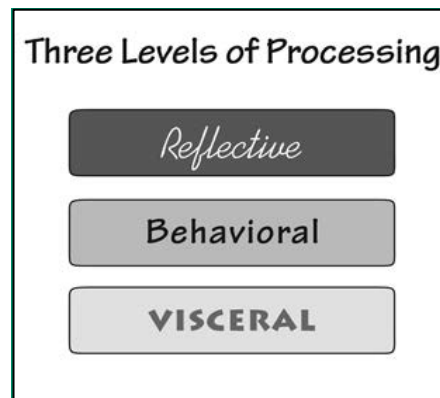 Three Levels of Processing
Reflective
Behavioral
VISCERAL